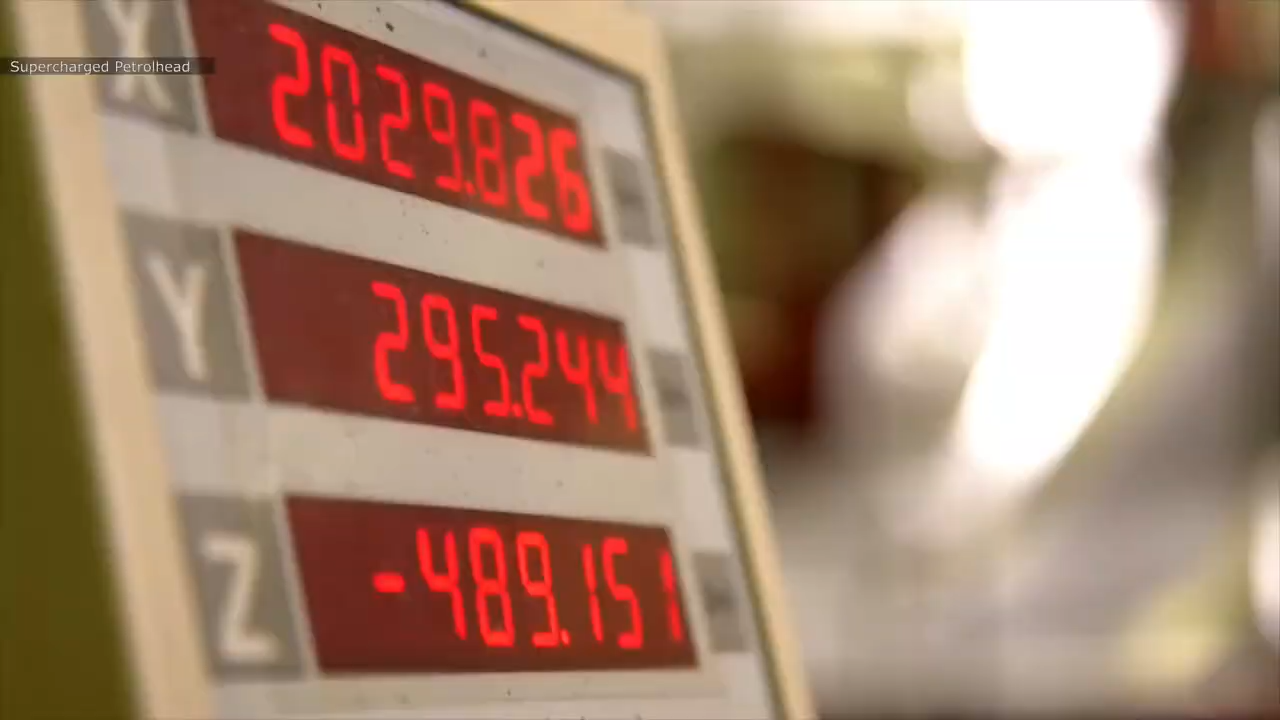 Supercharged Petrolhead
X 2029.826
Y 295.244
Z -489.151